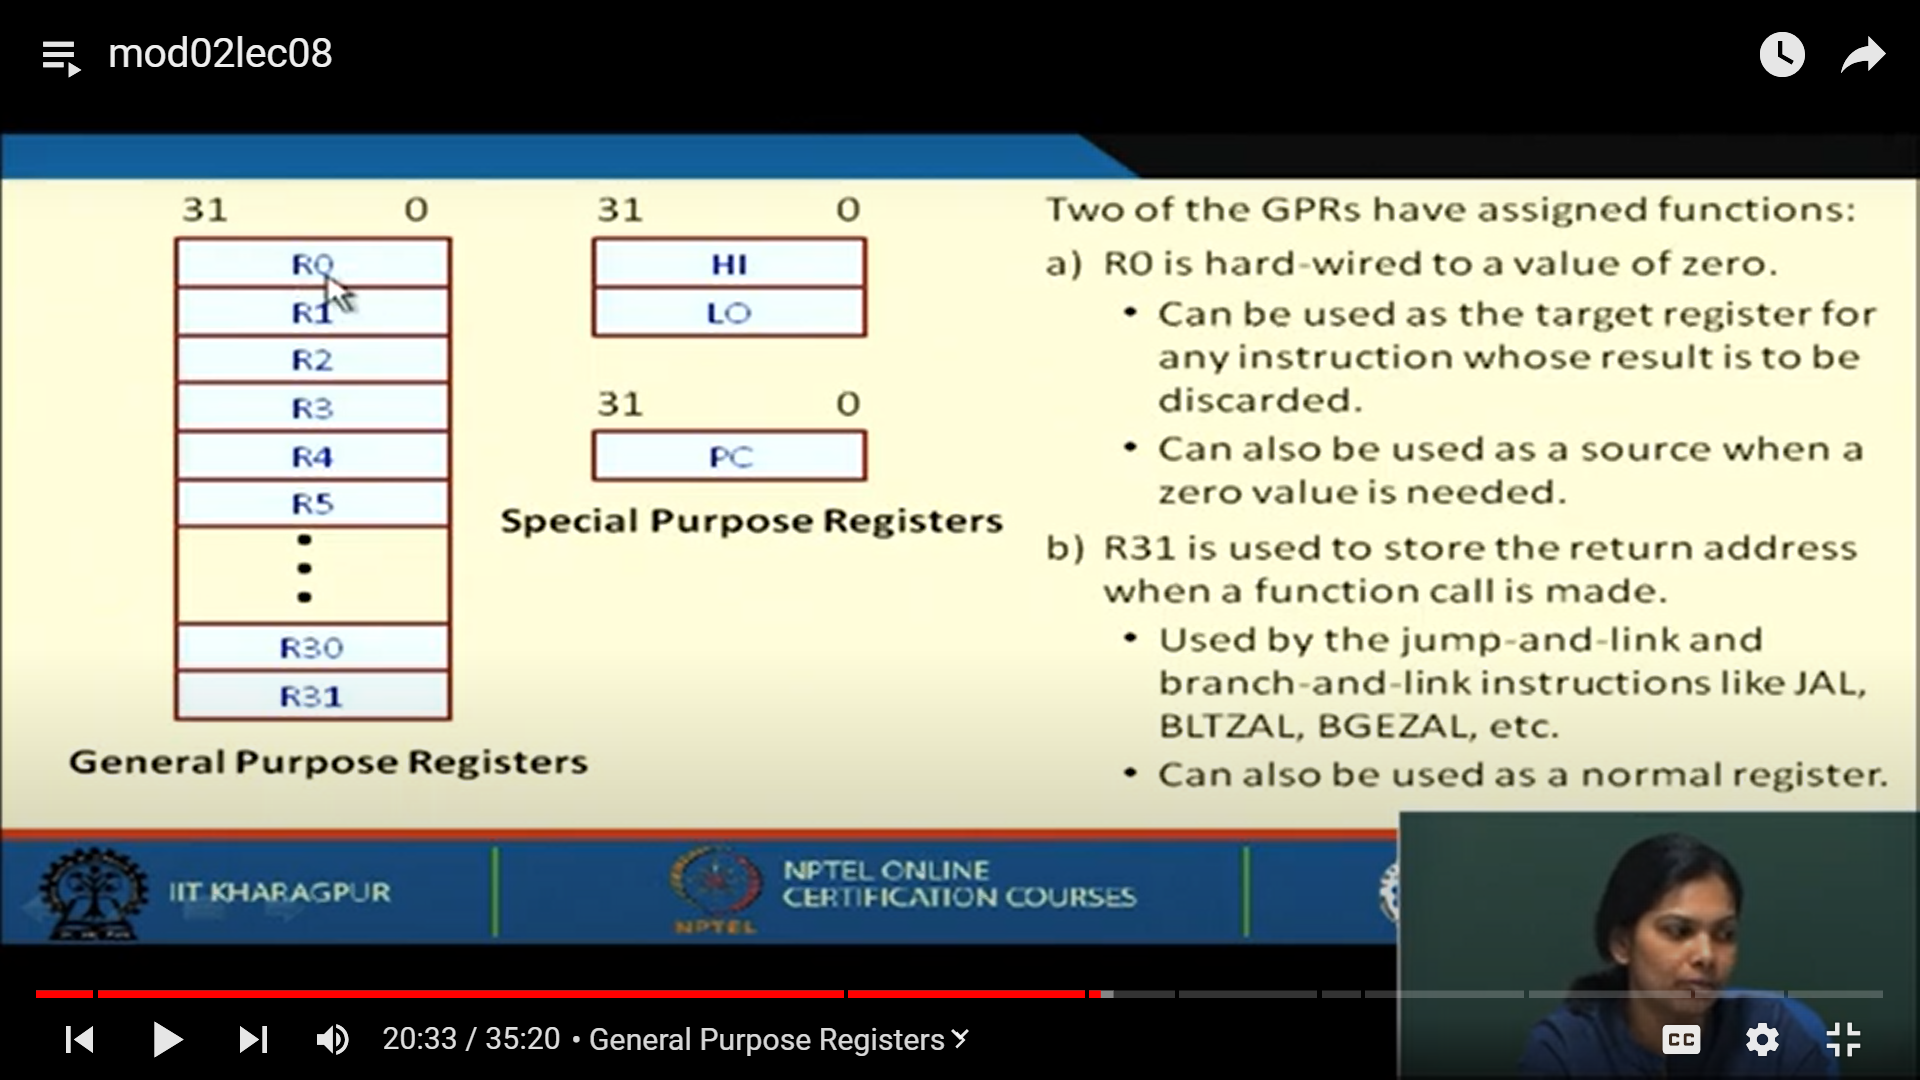 mod02lec08
31 0
R0
R1
R2
R3
R4
R5
R30
R31
General Purpose Registers
31 0
HI
LO
31 0
PC
Special Purpose Registers
Two of the GPRs have assigned functions:
a) R0 is hard-wired to a value of zero.
• Can be used as the target register for
any instruction whose result is to be
discarded.
• Can also be used as a source when a
zero value is needed.
b) R31 is used to store the return address
when a function call is made.
• Used by the jump-and-link and
branch-and-link instructions like JAL,
BLTZAL, BGEZAL, etc.
• Can also be used as a normal register.
IIT KHARAGPUR
NPTEL
NPTEL ONLINE
CERTIFICATION COURSES
20:33 / 35:20 • General Purpose Registers
CC